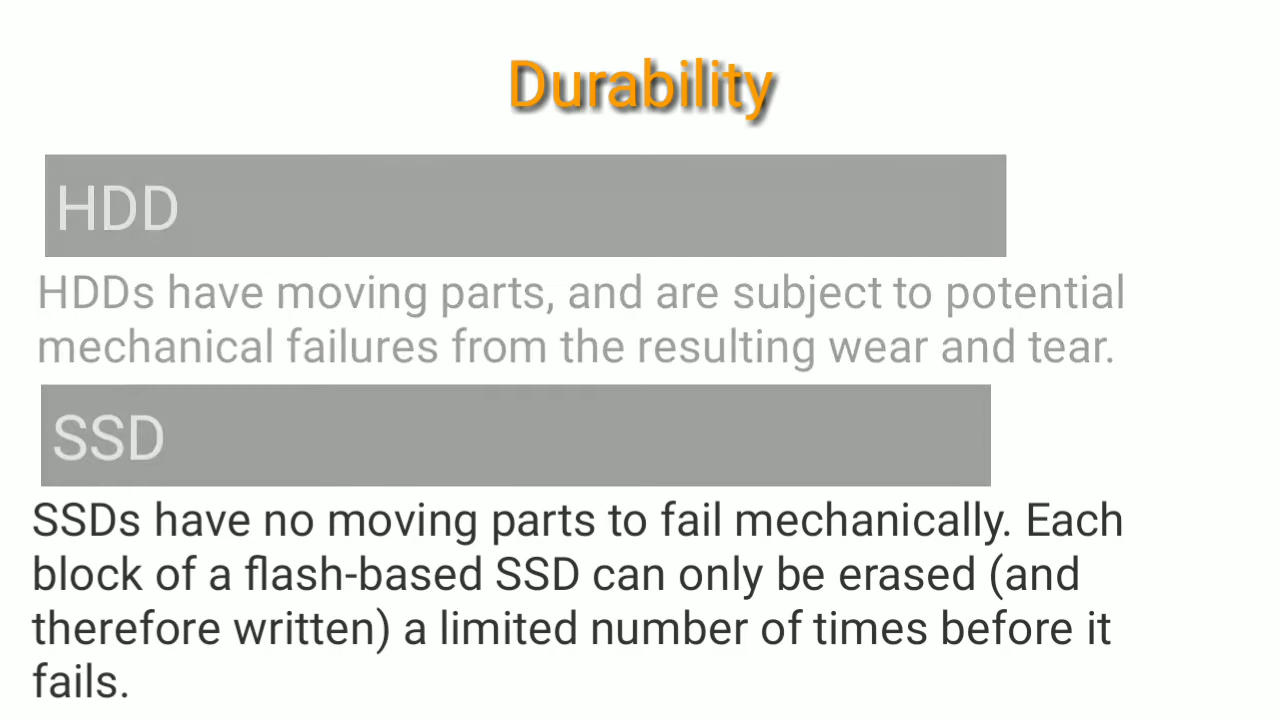 Durability
HDD
HDDs have moving parts, and are subject to potential
mechanical failures from the resulting wear and tear.
SSD
SSDs have no moving parts to fail mechanically. Each
block of a flash-based SSD can only be erased (and
therefore written) a limited number of times before it
fails.